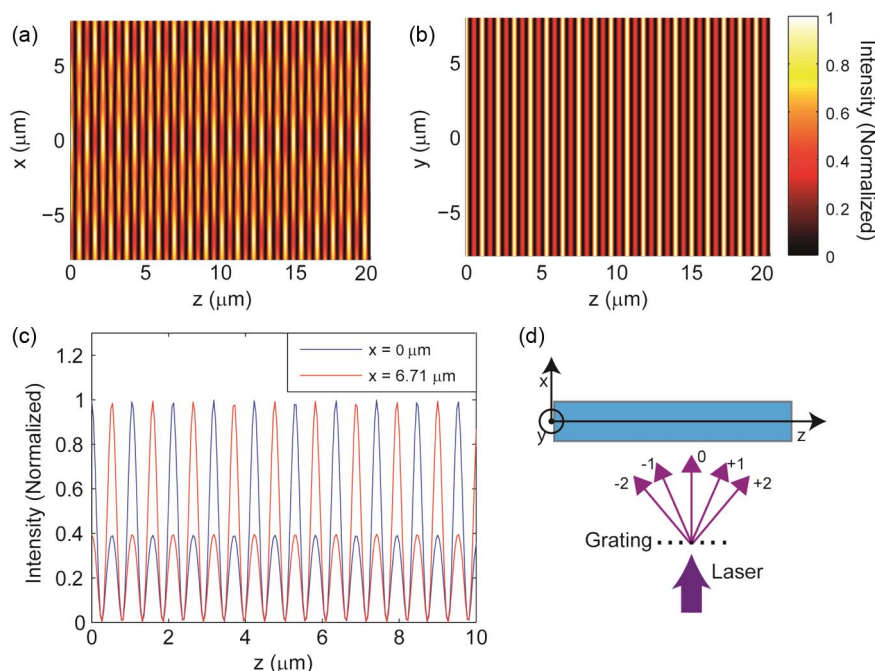 (a)
x (μm)
5
0
−5
0
5
10
15
20
z (μm)
(b)
y (μm)
5
0
−5
0
5
10
15
20
z (μm)
1
0.8
0.6
0.4
0.2
0
Intensity (Normalized)
(c)
Intensity (Normalized)
1.2
1
0.8
0.6
0.4
0.2
0
0
2
4
6
8
10
z (μm)
x = 0 μm
x = 6.71 μm
(d)
x
y
z
-2
-1
0
+1
+2
Grating
Laser